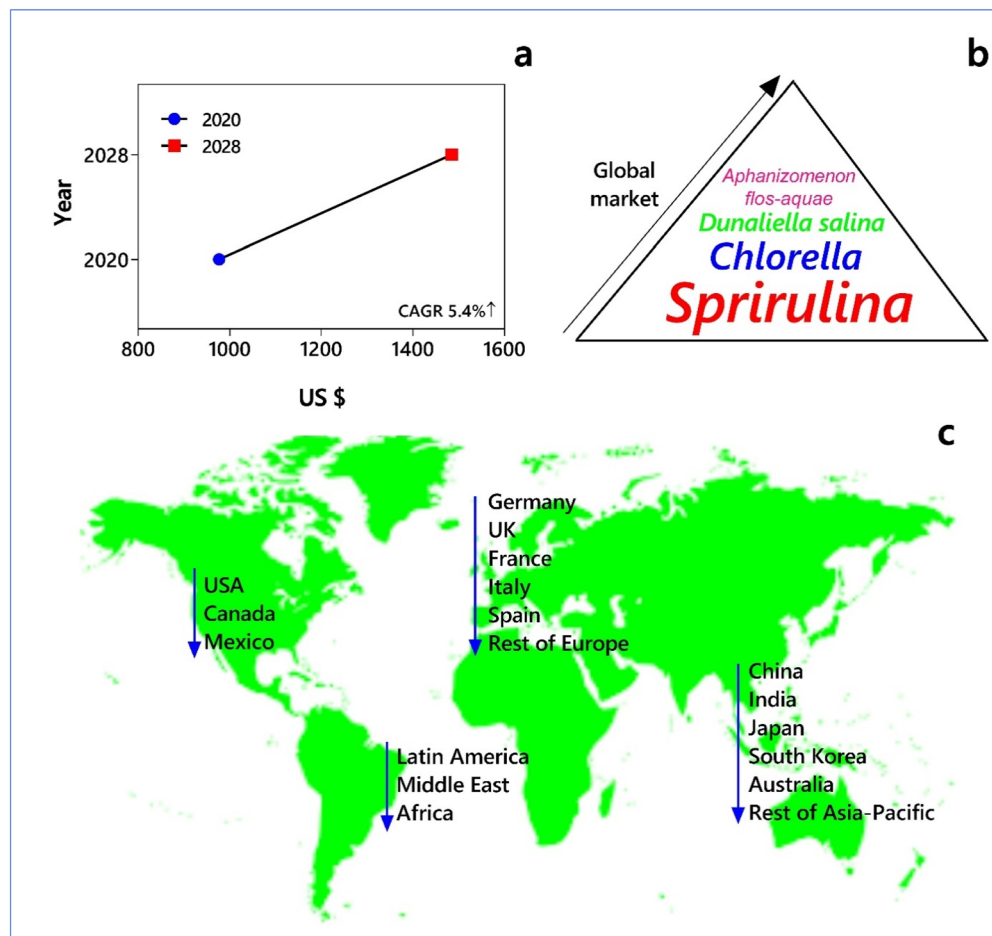 a
2020
2028
2028
Year
2020
CAGR 5.4%↑
800
1000
1200
1400
1600
US $
b
Global
market
Aphanizomenon
flos-aquae
Dunaliella salina
Chlorella
Sprirulina
c
Germany
UK
France
Italy
Spain
Rest of Europe
USA
Canada
Mexico
China
India
Japan
South Korea
Australia
Rest of Asia-Pacific
Latin America
Middle East
Africa